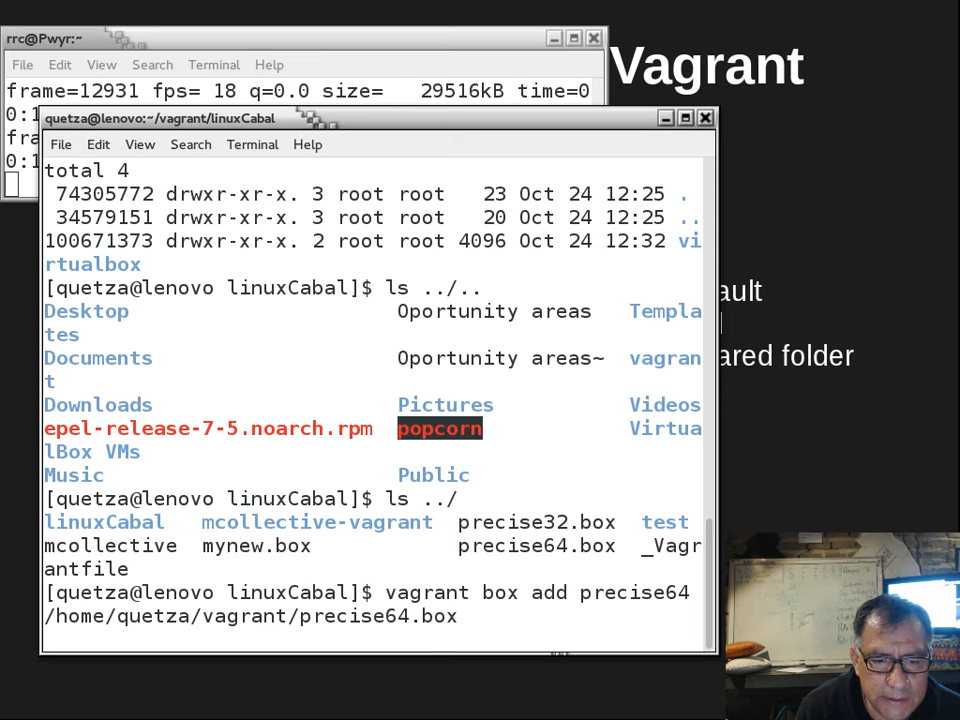 rrc@Pwyr:~
File Edit View Search Terminal Help
frame=12931 fps= 18 q=0.0 size= 29516kB time=0
0:1
fra
0:1
Vagrant
ault
ared folder
quetza@lenovo:~/vagrant/linuxCabal
File Edit View Search Terminal Help
total 4
74305772 drwxr-xr-x. 3 root root 23 Oct 24 12:25 .
34579151 drwxr-xr-x. 3 root root 20 Oct 24 12:25 ..
100671373 drwxr-xr-x. 2 root root 4096 Oct 24 12:32 vi
rtualbox
[quetza@lenovo linuxCabal]$ ls ../..
Desktop Oportunity areas Templa
tes
Documents Oportunity areas~ vagran
t
Downloads Pictures Videos
epel-release-7-5.noarch.rpm popcorn Virtua
lBox VMs
Music Public
[quetza@lenovo linuxCabal]$ ls ../
linuxCabal mcollective-vagrant precise32.box test
mcollective mynew.box precise64.box _Vagr
antfile
[quetza@lenovo linuxCabal]$ vagrant box add precise64
/home/quetza/vagrant/precise64.box